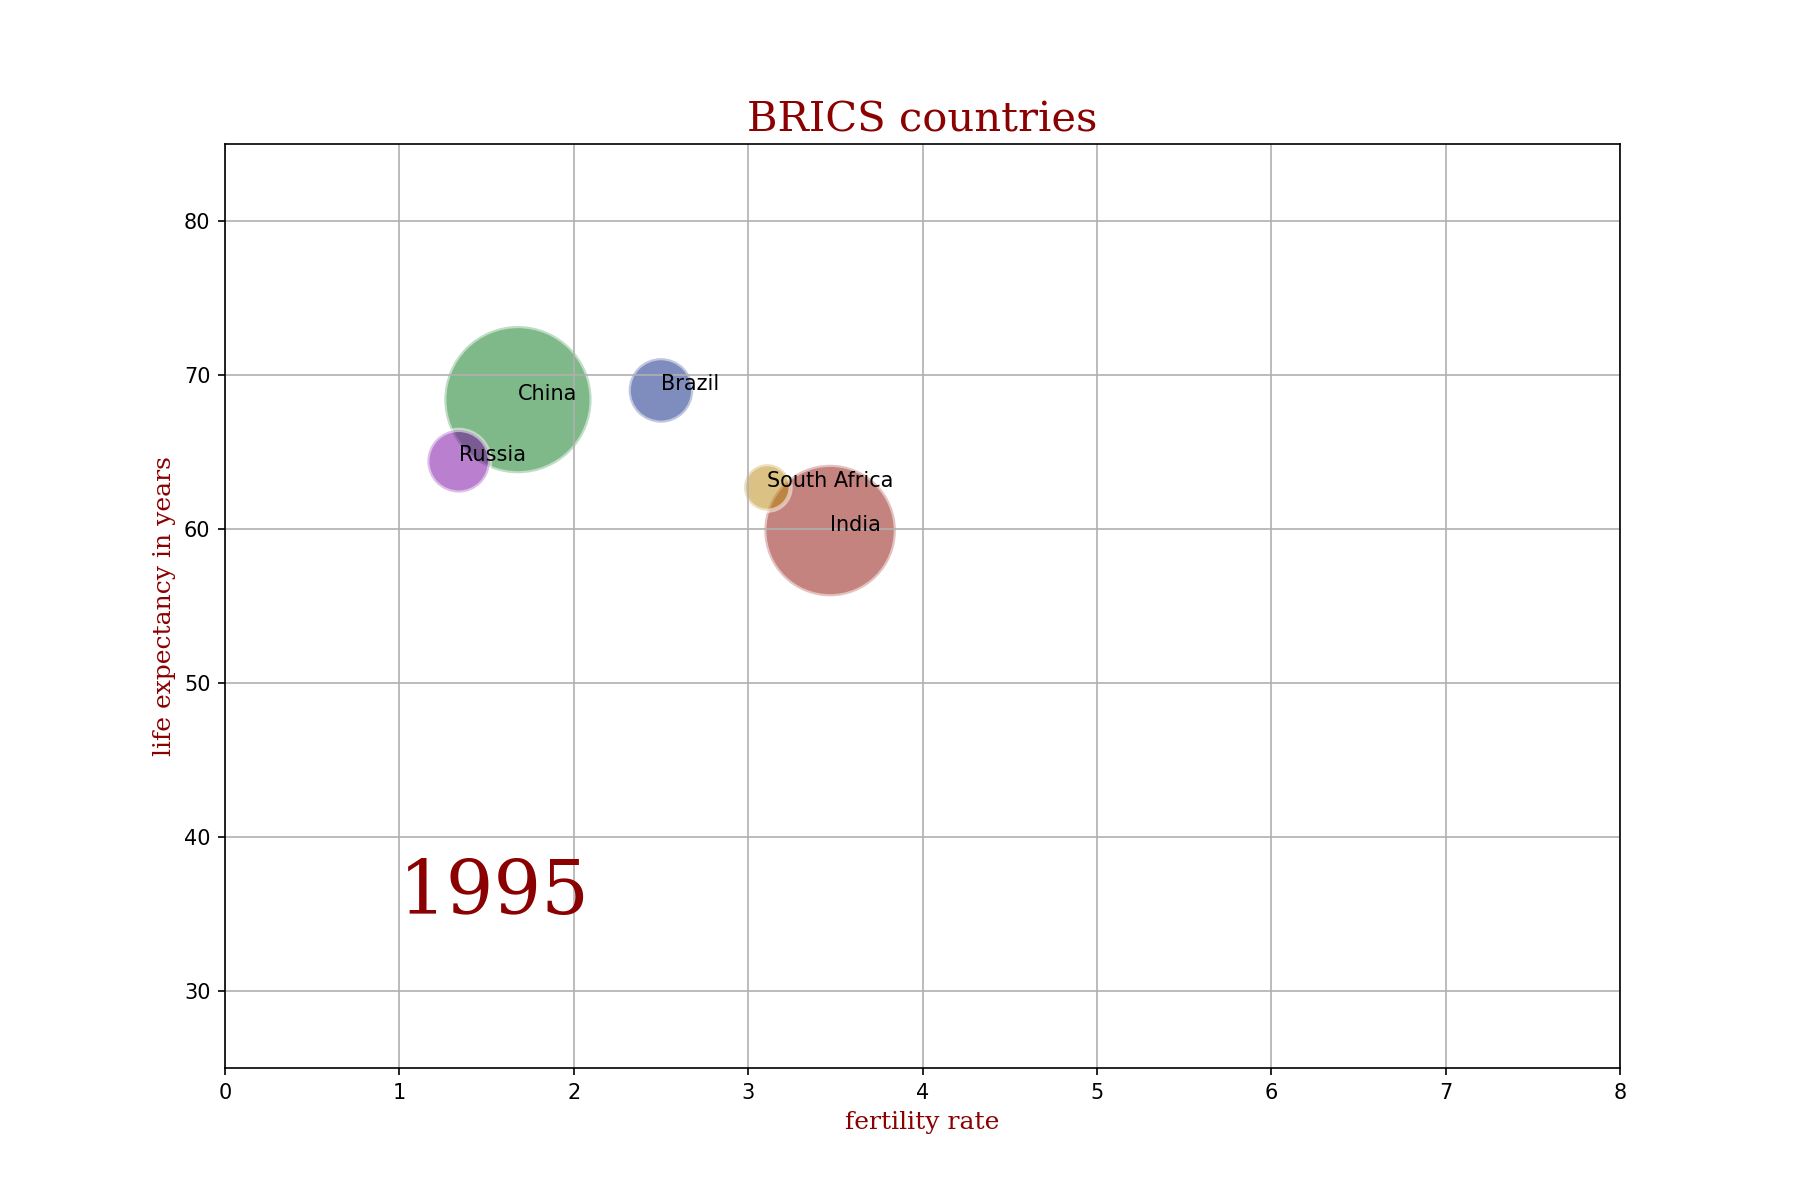 BRICS countries
80
70
60
50
40
30
life expectancy in years
China
Brazil
Russia
South Africa
India
1995
0 1 2 3 4 5 6 7 8
fertility rate